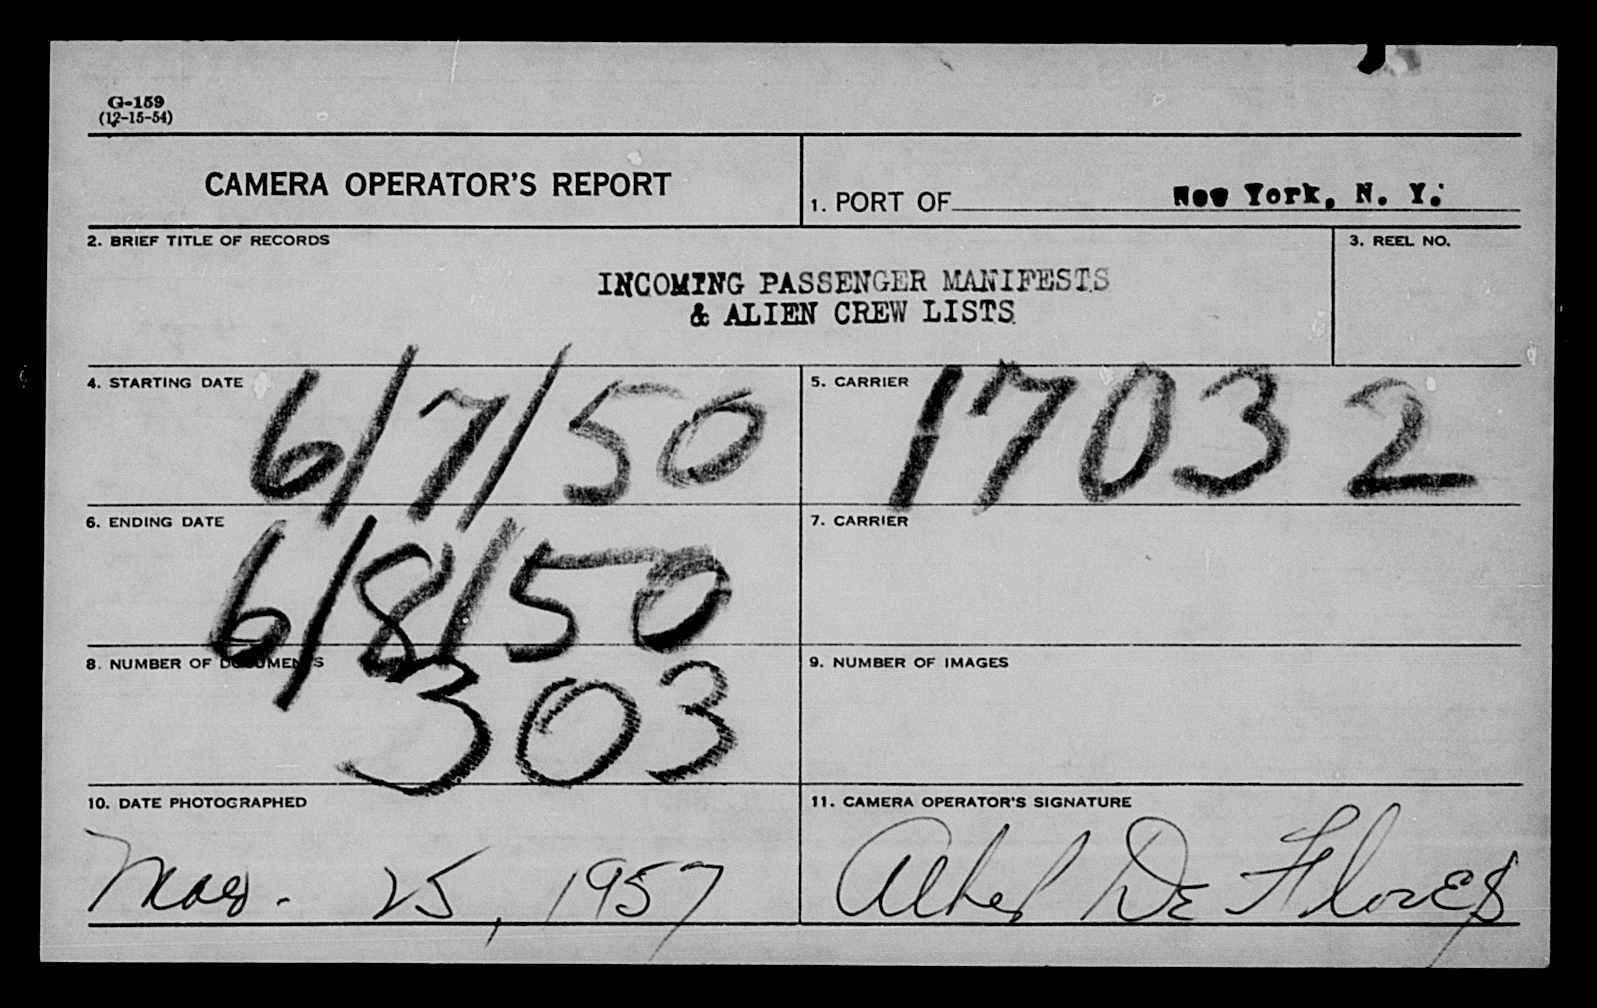 G-159
(12-15-54)
CAMERA OPERATOR'S REPORT
1. PORT OF New York, N. Y.
2. BRIEF TITLE OF RECORDS
INCOMING PASSENGER MANIFESTS
& ALIEN CREW LISTS
3. REEL NO.
4. STARTING DATE 6/7/50
5. CARRIER 17032
6. ENDING DATE 6/8/50
7. CARRIER
8. NUMBER OF DOCUMENTS 303
9. NUMBER OF IMAGES
10. DATE PHOTOGRAPHED
Mar. 25, 1957
11. CAMERA OPERATOR'S SIGNATURE
De Flores